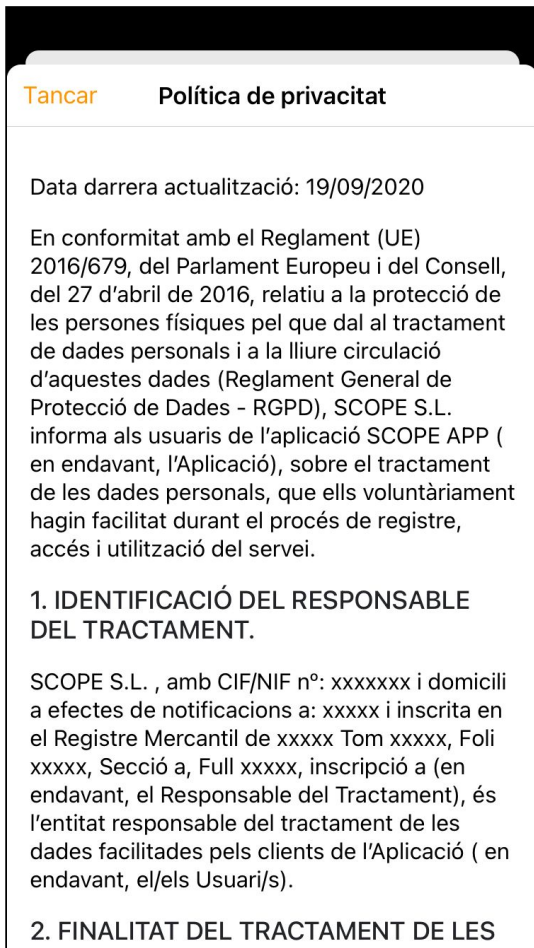 Tancar
Política de privacitat
Data darrera actualització: 19/09/2020
En conformitat amb el Reglament (UE)
2016/679, del Parlament Europeu i del Consell,
del 27 d'abril de 2016, relatiu a la protecció de
les persones físiques pel que dal al tractament
de dades personals i a la lliure circulació
d'aquestes dades (Reglament General de
Protecció de Dades - RGPD), SCOPE S.L.
informa als usuaris de l'aplicació SCOPE APP (
en endavant, l'Aplicació), sobre el tractament
de les dades personals, que ells voluntàriament
hagin facilitat durant el procés de registre,
accés i utilització del servei.
1. IDENTIFICACIÓ DEL RESPONSABLE
DEL TRACTAMENT.
SCOPE S.L. , amb CIF/NIF nº: xxxxxxx i domicili
a efectes de notificacions a: xxxxx i inscrita en
el Registre Mercantil de xxxxx Tom xxxxx, Foli
xxxxx, Secció a, Full xxxxx, inscripció a (en
endavant, el Responsable del Tractament), és
l'entitat responsable del tractament de les
dades facilitades pels clients de l'Aplicació ( en
endavant, el/els Usuari/s).
2. FINALITAT DEL TRACTAMENT DE LES